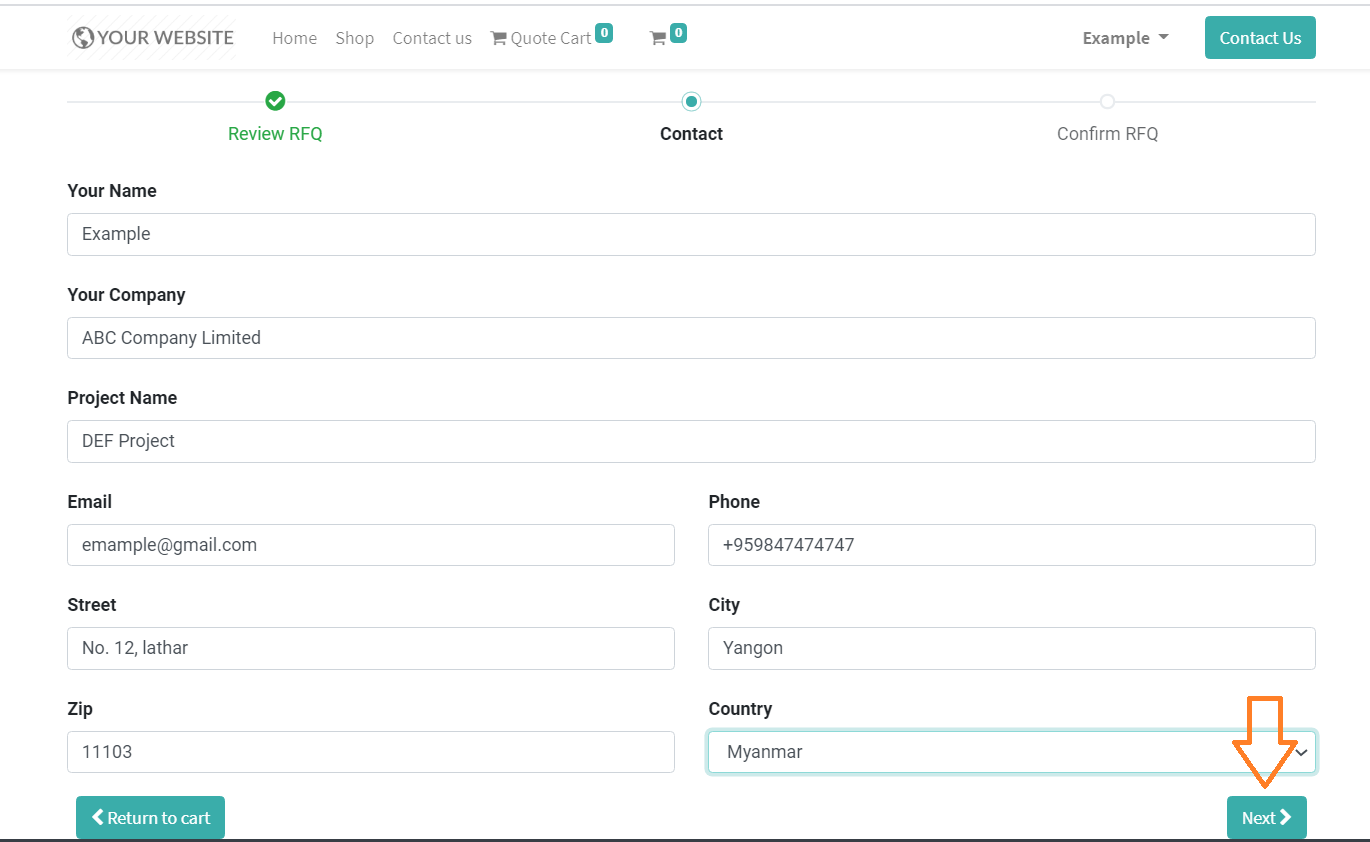 YOUR WEBSITE Home Shop Contact us Quote Cart 0 0 Example Contact Us
Review RFQ Contact Confirm RFQ
Your Name
Example
Your Company
ABC Company Limited
Project Name
DEF Project
Email Phone
emample@gmail.com +959847474747
Street City
No. 12, lathar Yangon
Zip Country
11103 Myanmar
Return to cart Next